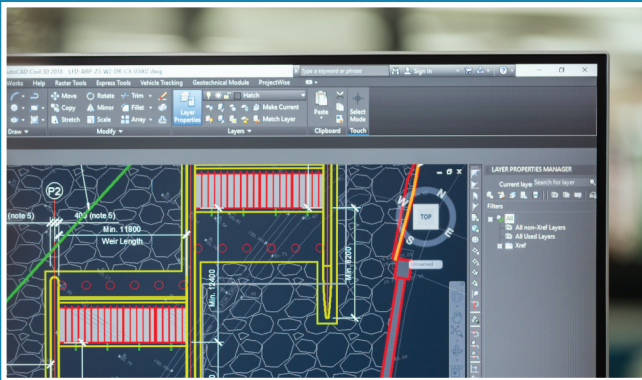 AutoCAD Civil 3D 2018
Type a keyword or phrase
Sign In
Works Help Raster Tools Express Tools Vehicle Tracking Geotechnical Module ProjectWise
Move Rotate Trim
Copy Mirror Fillet
Stretch Scale Array
Layer
Properties
Hatch
Make Current
Match Layer
Paste
Select
Mode
Draw Modify Layers Clipboard Touch
LAYER PROPERTIES MANAGER
Current laye Search for layer
Filters
All
All non-Xref Layers
All Used Layers
Xref
P2
(note 5)
400 (note 5)
Min. 11800
Weir Length
Min. 12400
Min. 8200
N
W
TOP
E
S
Unnamed